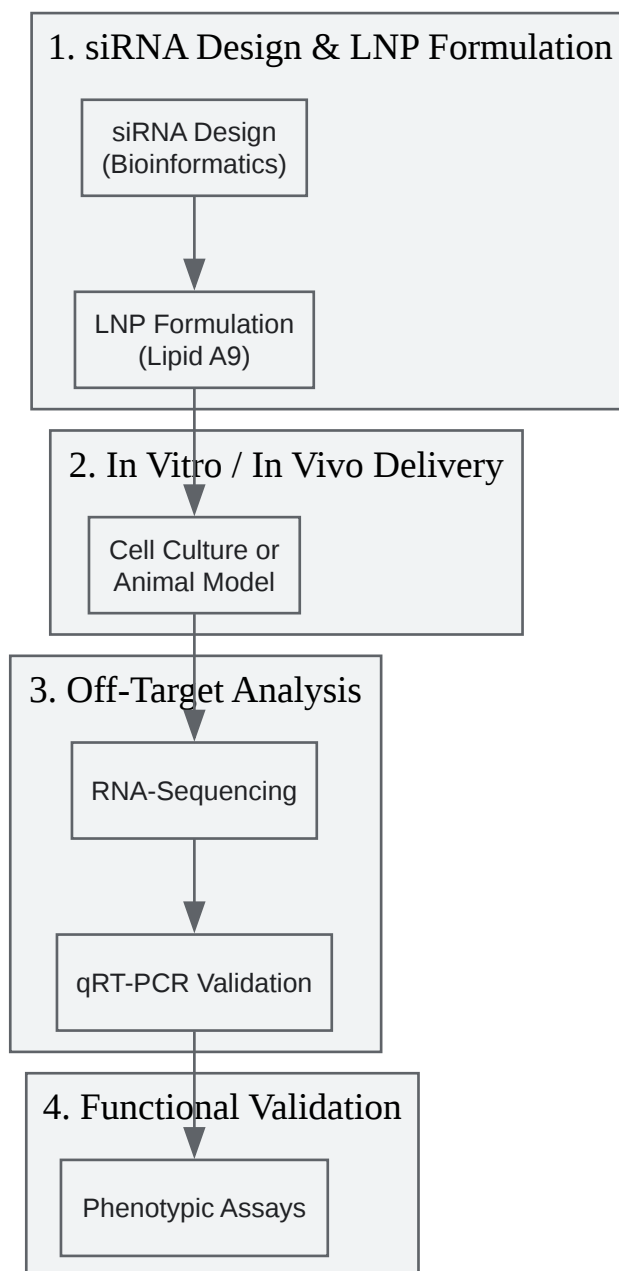 1. siRNA Design & LNP Formulation
siRNA Design
(Bioinformatics)
LNP Formulation
(Lipid A9)
2. In Vitro / In Vivo Delivery
Cell Culture or
Animal Model
3. Off-Target Analysis
RNA-Sequencing
qRT-PCR Validation
4. Functional Validation
Phenotypic Assays